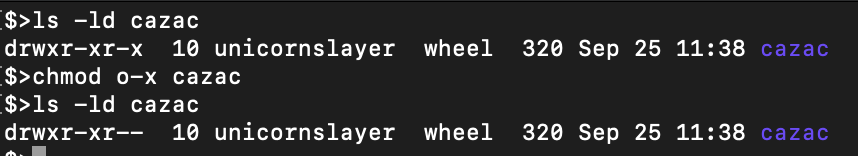 $>ls -ld cazac
drwxr-xr-x  10 unicornslayer  wheel  320 Sep 25 11:38 cazac
$>chmod o-x cazac
$>ls -ld cazac
drwxr-xr--  10 unicornslayer  wheel  320 Sep 25 11:38 cazac
$>